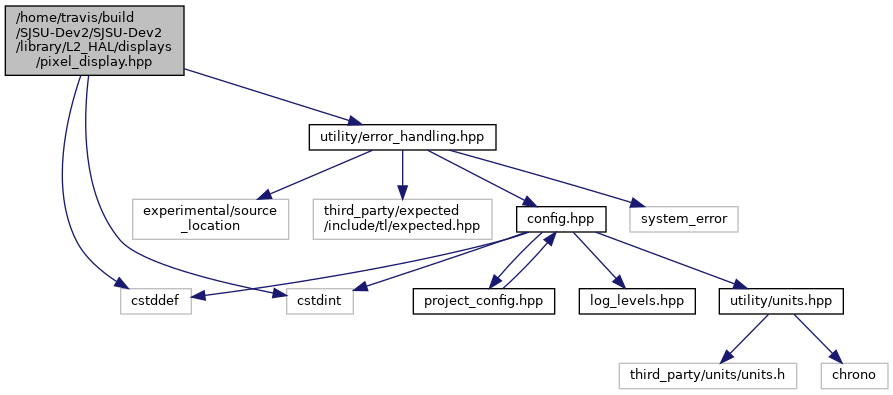 /home/travis/build
/SJSU-Dev2/SJSU-Dev2
/library/L2_HAL/displays
/pixel_display.hpp
utility/error_handling.hpp
experimental/source
_location
third_party/expected
/include/tl/expected.hpp
config.hpp
system_error
cstddef
cstdint
project_config.hpp
log_levels.hpp
utility/units.hpp
third_party/units/units.h
chrono